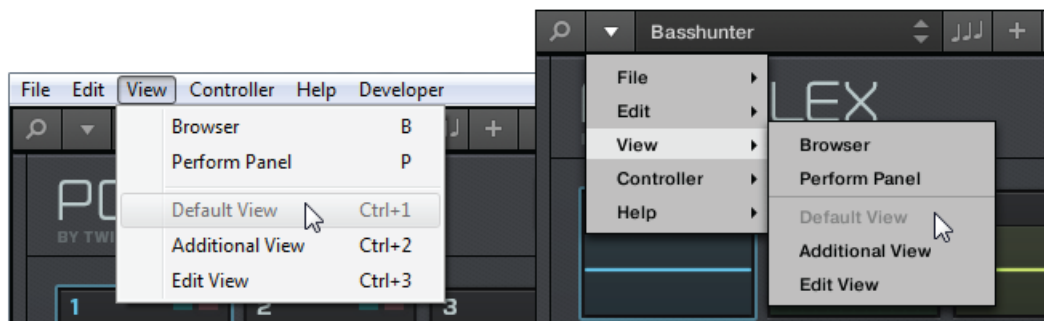 File Edit View Controller Help Developer
Browser B
Perform Panel P
Default View Ctrl+1
Additional View Ctrl+2
Edit View Ctrl+3
PO
BY TWI
1 2 3
Basshunter
File
Edit
View
Controller
Help
LEX
Browser
Perform Panel
Default View
Additional View
Edit View